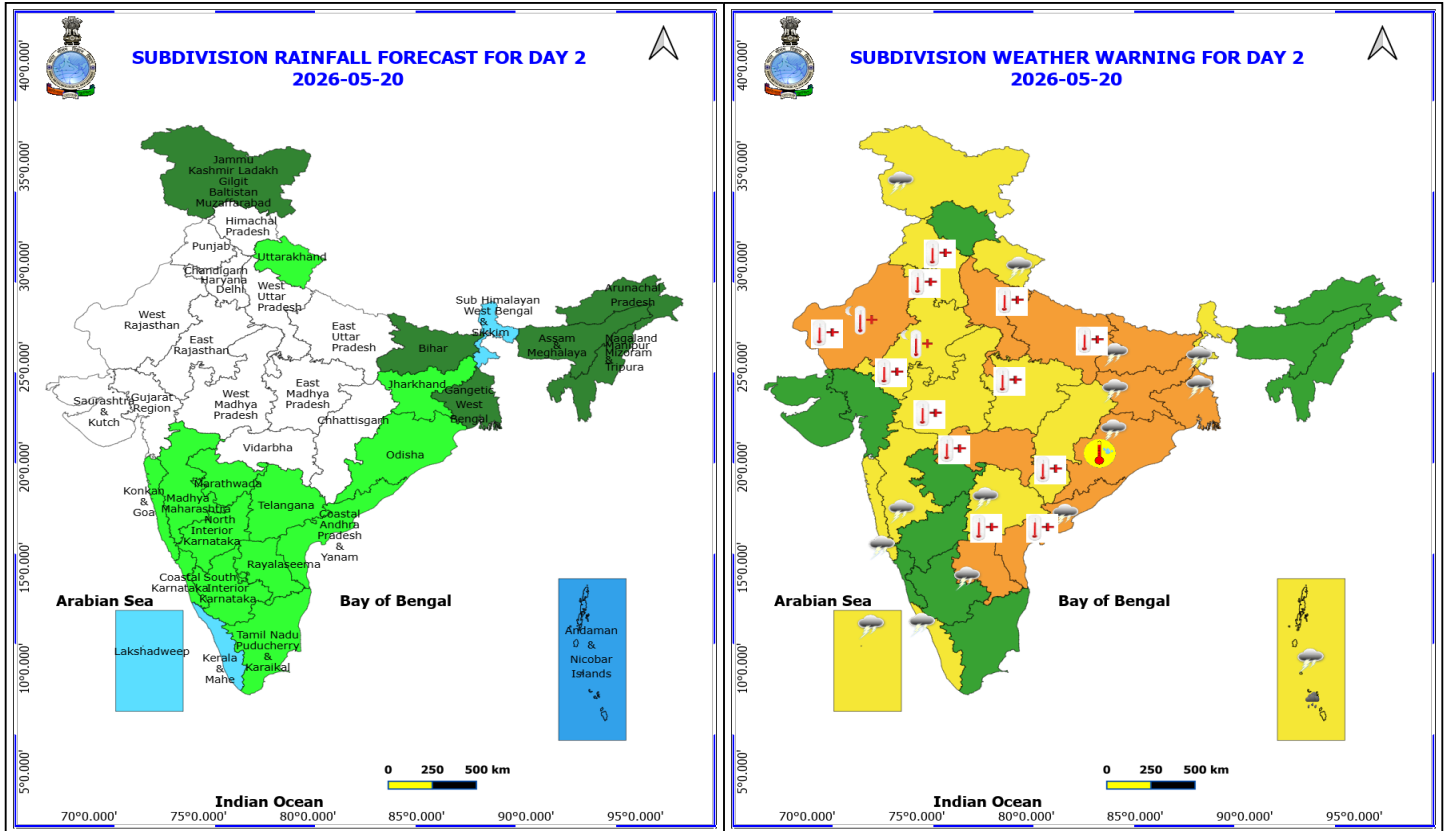 SUBDIVISION RAINFALL FORECAST FOR DAY 2
2026-05-20
40°0.000'
35°0.000'
30°0.000'
25°0.000'
20°0.000'
15°0.000'
10°0.000'
5°0.000'
Jammu
Kashmir Ladakh
Gilgit
Baltistan
Muzaffarabad
Himachal
Pradesh
Punjab
Uttarakhand
Chandigarh
Haryana
Delhi
West
Uttar
Pradesh
West
Rajasthan
East
Rajasthan
East
Uttar
Pradesh
Sub Himalayan
West Bengal
&
Sikkim
Arunachal
Pradesh
Assam
&
Meghalaya
Nagaland
Manipur
Mizoram
&
Tripura
Bihar
Jharkhand
Gangetic
West
Bengal
Saurashtra
&
Kutch
Gujarat
Region
West
Madhya
Pradesh
East
Madhya
Pradesh
Chhattisgarh
Vidarbha
Odisha
Konkan
&
Goa
Marathwada
Madhya
Maharashtra
North
Interior
Karnataka
Telangana
Coastal
Andhra
Pradesh
&
Yanam
Rayalaseema
Coastal
Karnataka
South
Interior
Karnataka
Tamil Nadu
Puducherry
&
Karaikal
Kerala
&
Mahe
Lakshadweep
Andaman
&
Nicobar
Islands
Arabian Sea
Bay of Bengal
Indian Ocean
0 250 500 km
70°0.000' 75°0.000' 80°0.000' 85°0.000' 90°0.000' 95°0.000'
SUBDIVISION WEATHER WARNING FOR DAY 2
2026-05-20
40°0.000'
35°0.000'
30°0.000'
25°0.000'
20°0.000'
15°0.000'
10°0.000'
5°0.000'
Arabian Sea
Bay of Bengal
Indian Ocean
0 250 500 km
70°0.000' 75°0.000' 80°0.000' 85°0.000' 90°0.000' 95°0.000'